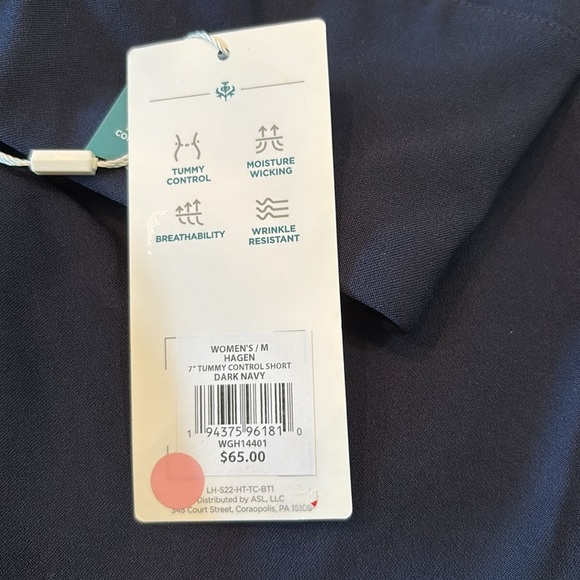 TUMMY
CONTROL
MOISTURE
WICKING
BREATHABILITY
WRINKLE
RESISTANT
WOMEN'S / M
HAGEN
7" TUMMY CONTROL SHORT
DARK NAVY
1 94375 96181 0
WGH14401
$65.00
LH-S22-HT-TC-BT1
Distributed by ASL, LLC
345 Court Street, Coraopolis, PA 15108
CO